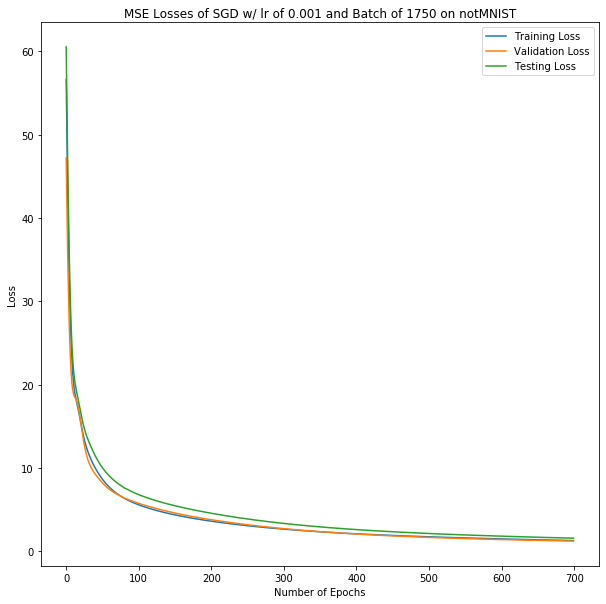 MSE Losses of SGD w/ lr of 0.001 and Batch of 1750 on notMNIST
Training Loss
Validation Loss
Testing Loss
Loss
60
50
40
30
20
10
0
0 100 200 300 400 500 600 700
Number of Epochs